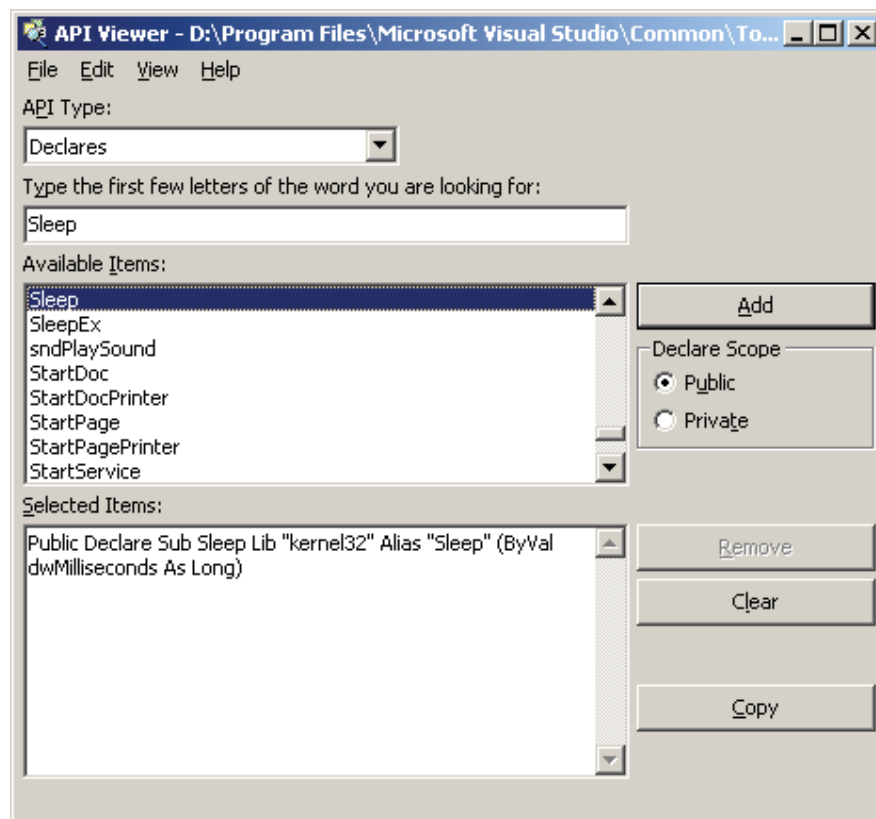 API Viewer - D:\Program Files\Microsoft Visual Studio\Common\To...
File Edit View Help
API Type:
Declares
Type the first few letters of the word you are looking for:
Sleep
Available Items:
Sleep
SleepEx
sndPlaySound
StartDoc
StartDocPrinter
StartPage
StartPagePrinter
StartService
Add
Declare Scope
Public
Private
Selected Items:
Public Declare Sub Sleep Lib "kernel32" Alias "Sleep" (ByVal
dwMilliseconds As Long)
Remove
Clear
Copy